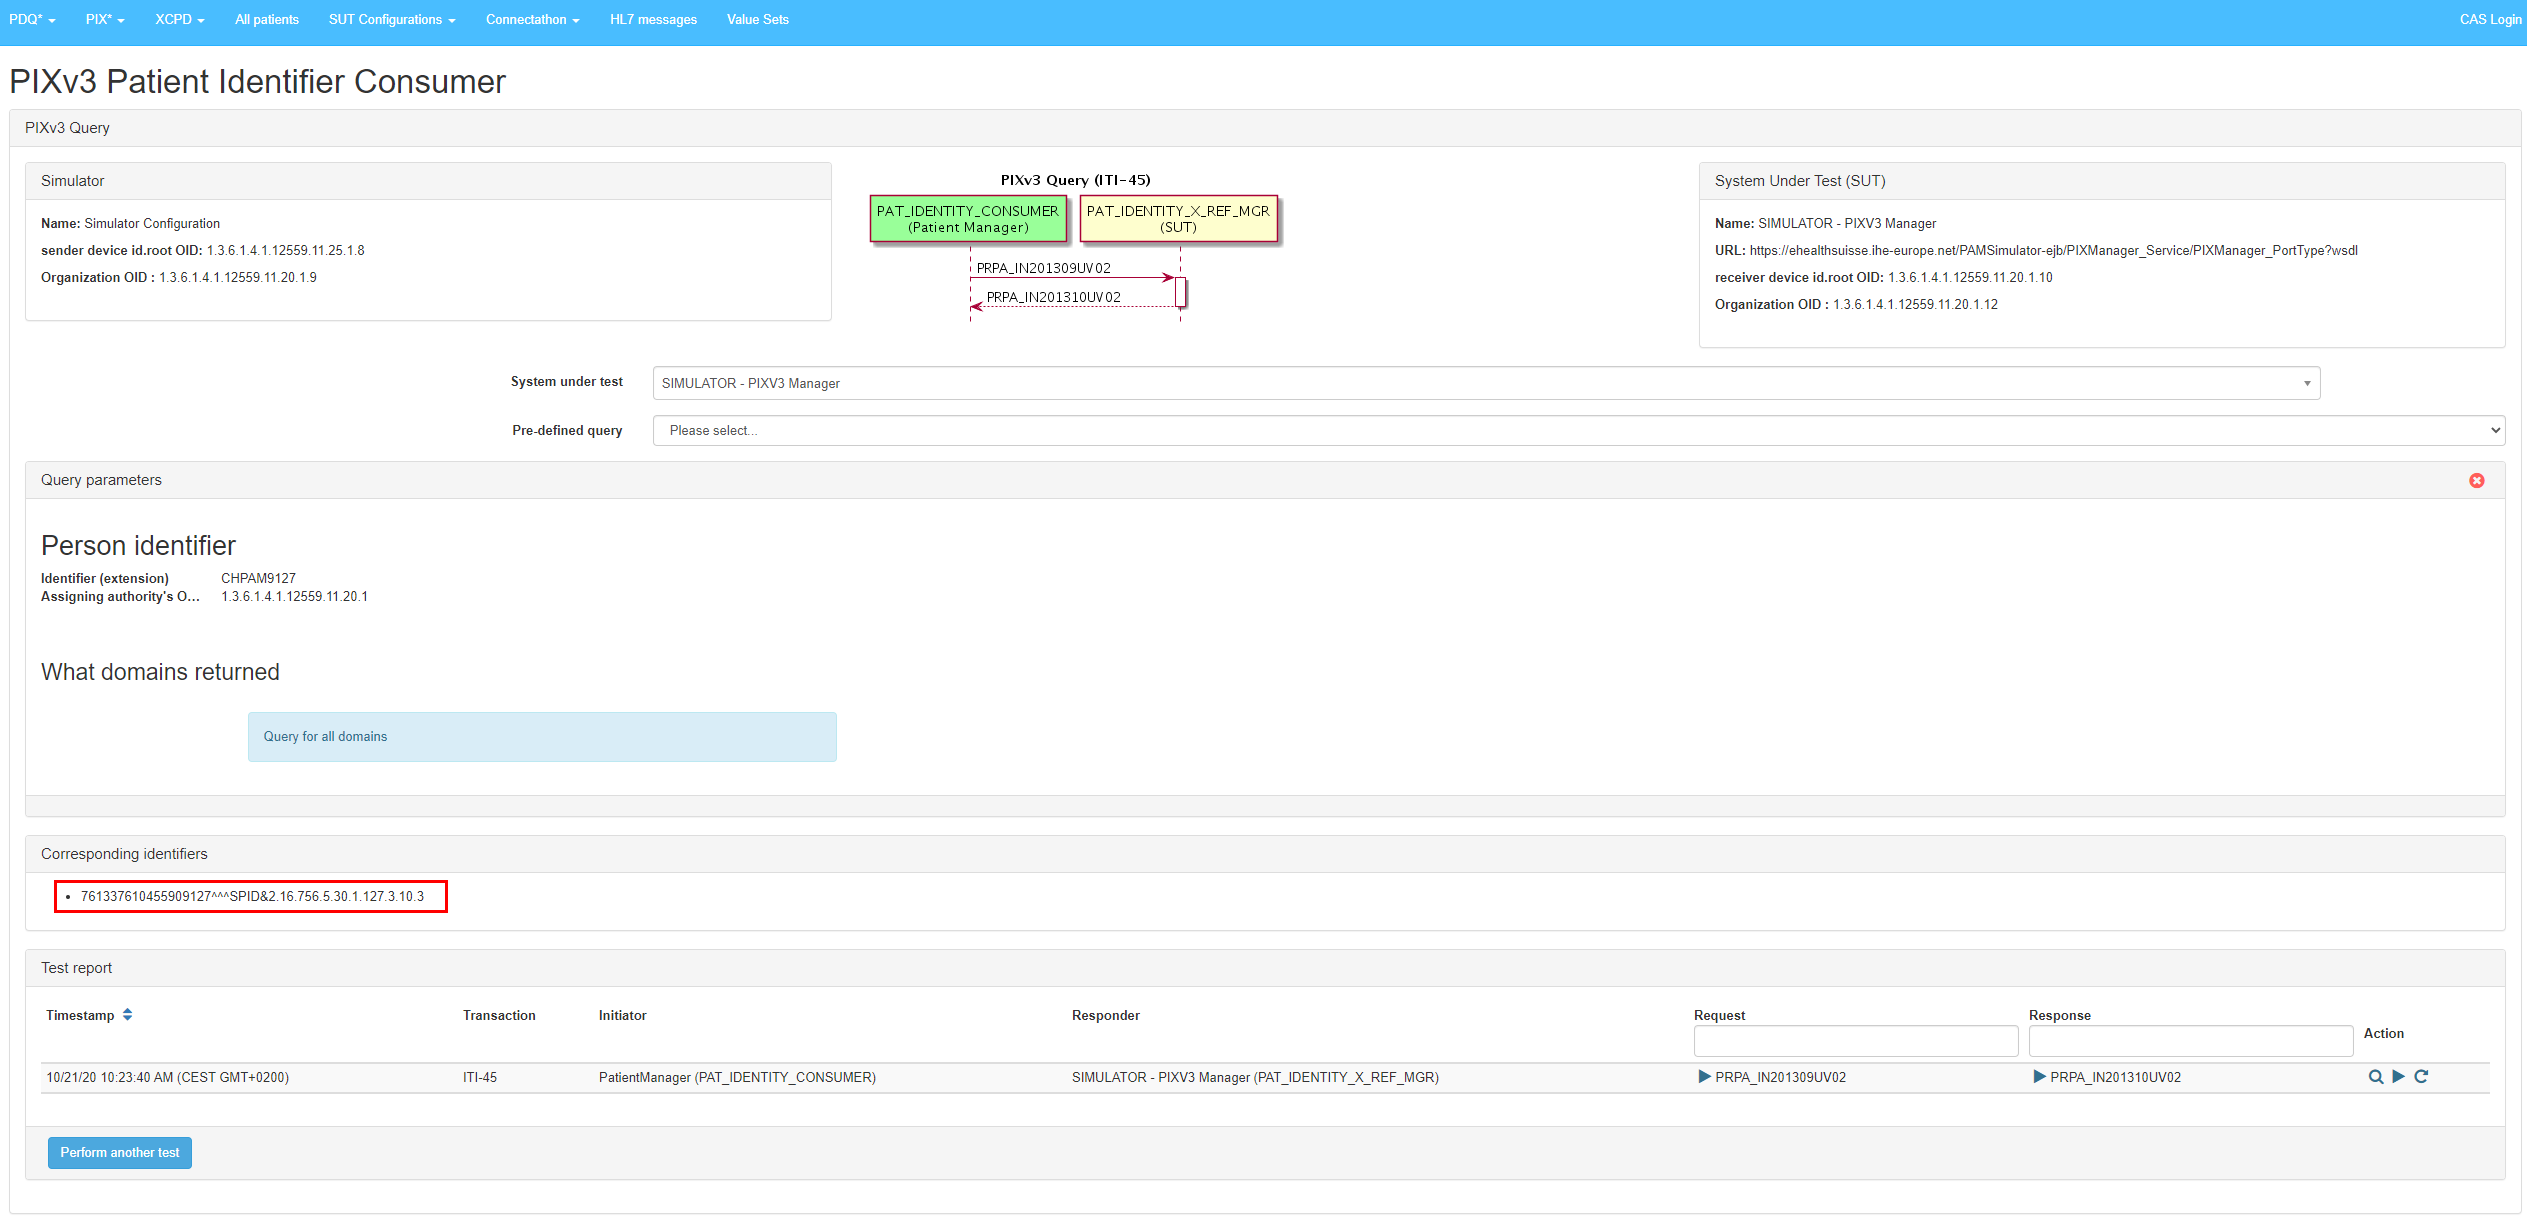 PDQ* PIX* XCPD All patients SUT Configurations Connectathon HL7 messages Value Sets CAS Login
PIXv3 Patient Identifier Consumer
PIXv3 Query
Simulator
Name: Simulator Configuration
sender device id.root OID: 1.3.6.1.4.1.12559.11.25.1.8
Organization OID : 1.3.6.1.4.1.12559.11.20.1.9
PIXv3 Query (ITI-45)
PAT_IDENTITY_CONSUMER
(Patient Manager)
PAT_IDENTITY_X_REF_MGR
(SUT)
PRPA_IN201309UV02
PRPA_IN201310UV02
System Under Test (SUT)
Name: SIMULATOR - PIXV3 Manager
URL: https://ehealthsuisse.ihe-europe.net/PAMSimulator-ejb/PIXManager_Service/PIXManager_PortType?wsdl
receiver device id.root OID: 1.3.6.1.4.1.12559.11.20.1.10
Organization OID : 1.3.6.1.4.1.12559.11.20.1.12
System under test SIMULATOR - PIXV3 Manager
Pre-defined query Please select...
Query parameters
Person identifier
Identifier (extension) CHPAM9127
Assigning authority's O... 1.3.6.1.4.1.12559.11.20.1
What domains returned
Query for all domains
Corresponding identifiers
• 761337610455909127^^^SPID&2.16.756.5.30.1.127.3.10.3
Test report
Timestamp Transaction Initiator Responder Request Response Action
10/21/20 10:23:40 AM (CEST GMT+0200) ITI-45 PatientManager (PAT_IDENTITY_CONSUMER) SIMULATOR - PIXV3 Manager (PAT_IDENTITY_X_REF_MGR) PRPA_IN201309UV02 PRPA_IN201310UV02
Perform another test